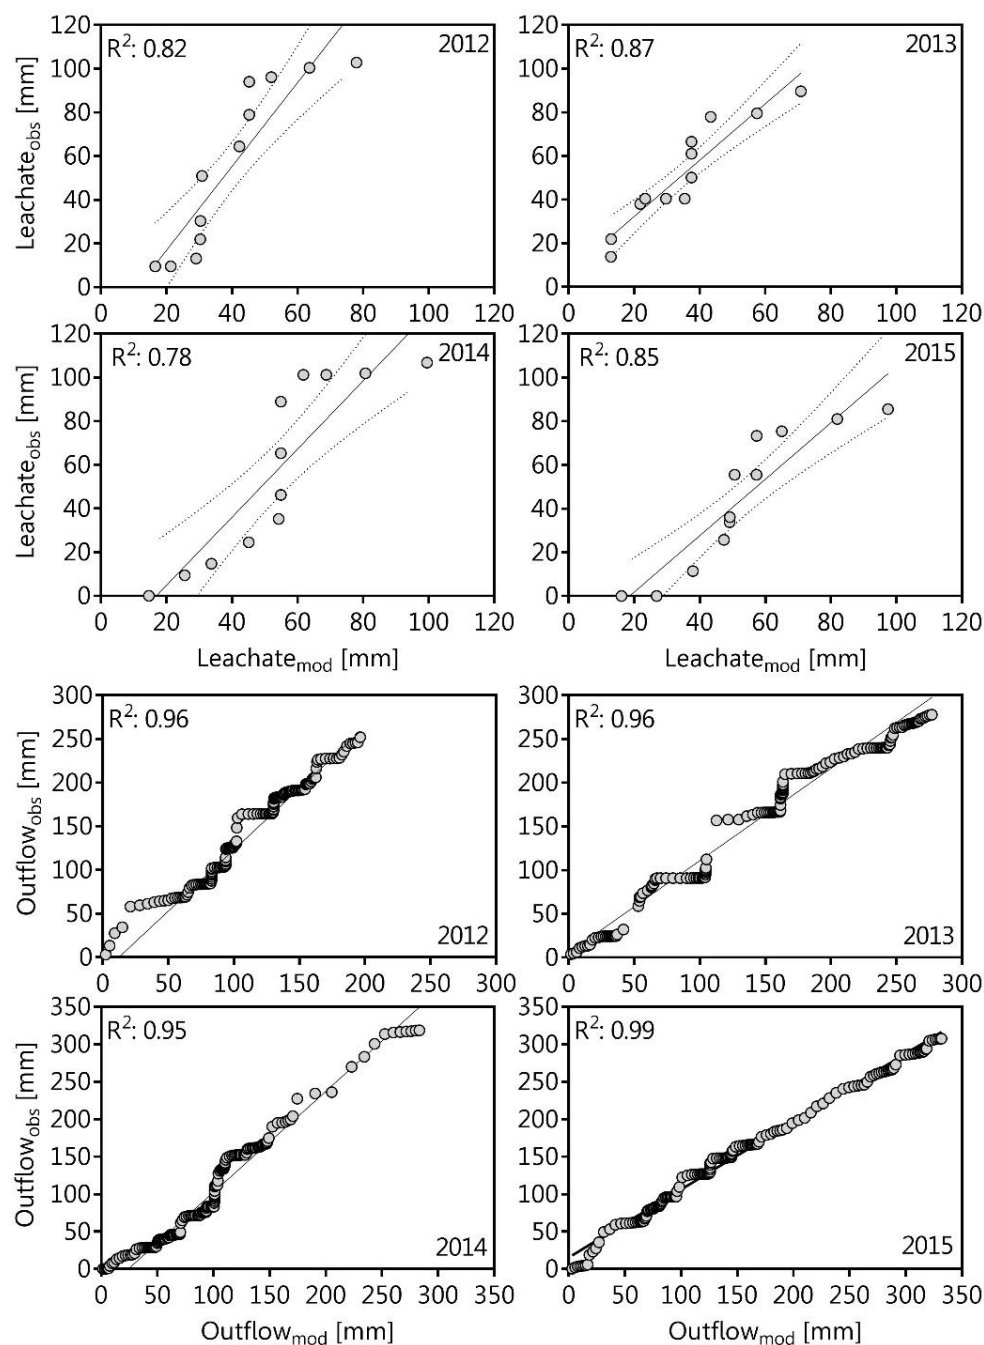 R²: 0.82
2012
Leachate_obs [mm]
120
100
80
60
40
20
0
0 20 40 60 80 100 120
R²: 0.87
2013
120
100
80
60
40
20
0
0 20 40 60 80 100 120
R²: 0.78
2014
Leachate_obs [mm]
120
100
80
60
40
20
0
0 20 40 60 80 100 120
Leachate_mod [mm]
R²: 0.85
2015
120
100
80
60
40
20
0
0 20 40 60 80 100 120
Leachate_mod [mm]
R²: 0.96
2012
Outflow_obs [mm]
300
250
200
150
100
50
0
0 50 100 150 200 250 300
R²: 0.96
2013
300
250
200
150
100
50
0
0 50 100 150 200 250 300
R²: 0.95
2014
Outflow_obs [mm]
350
300
250
200
150
100
50
0
0 50 100 150 200 250 300 350
Outflow_mod [mm]
R²: 0.99
2015
350
300
250
200
150
100
50
0
0 50 100 150 200 250 300 350
Outflow_mod [mm]